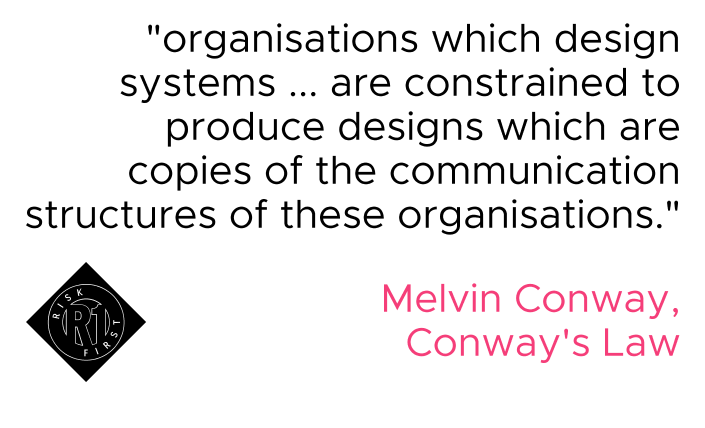 "organisations which design
systems ... are constrained to
produce designs which are
copies of the communication
structures of these organisations."
Melvin Conway,
Conway's Law
RISK
R1
FIRST